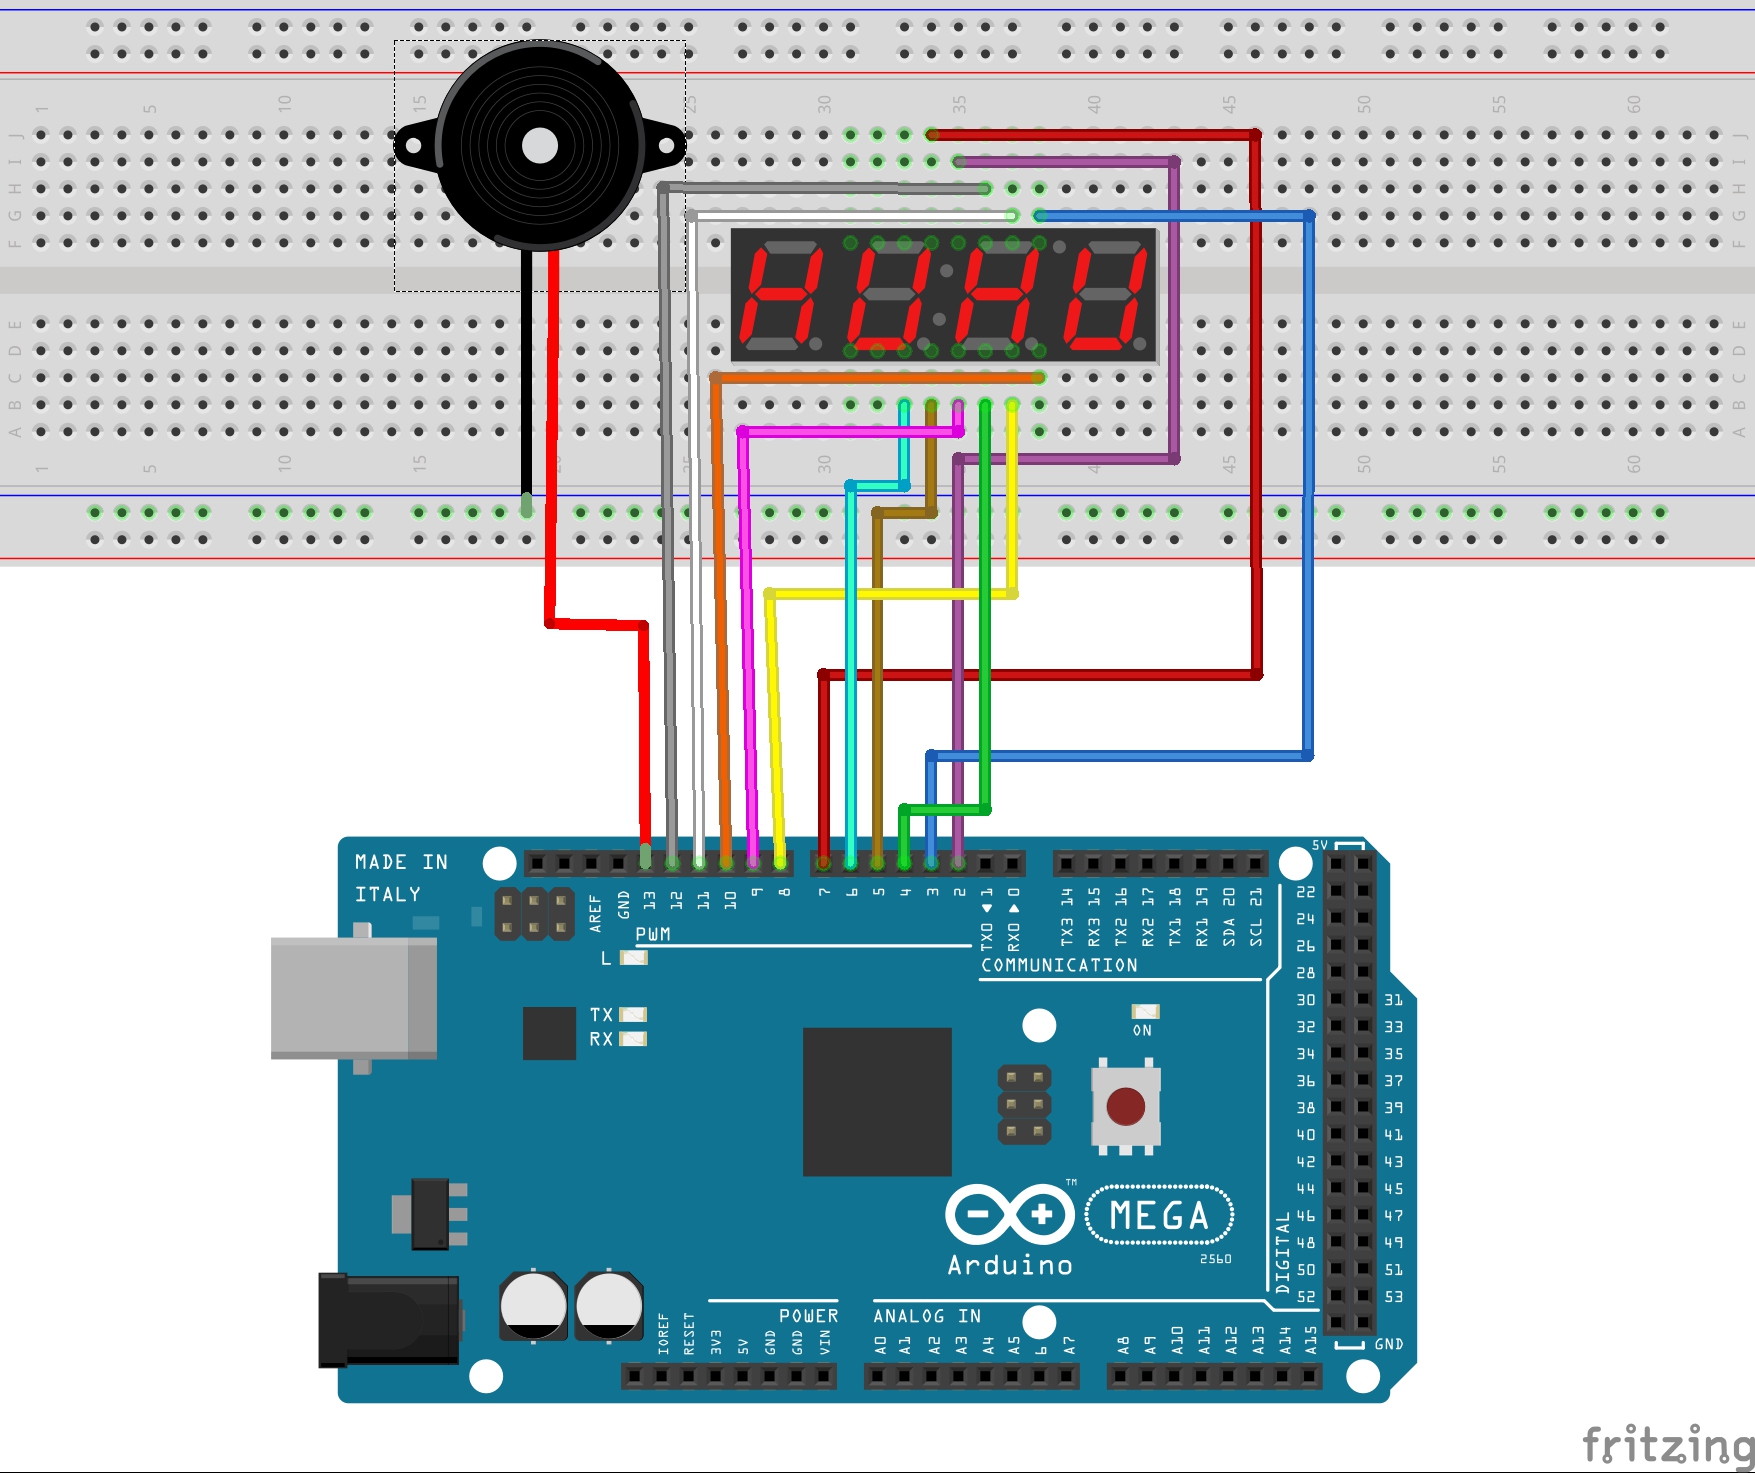 1 5 10 15 25 30 35 40 45 50 55 60
J J
I I
H H
G G
F F
E E
D D
C C
B B
A A
1 5 10 15 20 25 30 40 45 50 55 60
MADE IN
ITALY
AREF GND 13 12 11 10 9 8 7 6 5 4 3 2 1 0
TX0 RX0
TX3 14 RX3 15 TX2 16 RX2 17 TX1 18 RX1 19 SDA 20 SCL 21
5V
PWM
L
COMMUNICATION
TX
RX
ON
22
24
26
28
30 31
32 33
34 35
36 37
38 39
40 41
42 43
44 45
46 47
48 49
50 51
52 53
DIGITAL
GND
TM
MEGA
2560
Arduino
POWER
ANALOG IN
IOREF RESET 3V3 5V GND GND VIN
A0 A1 A2 A3 A4 A5 6 A7 A8 A9 A10 A11 A12 A13 A14 A15
fritzing